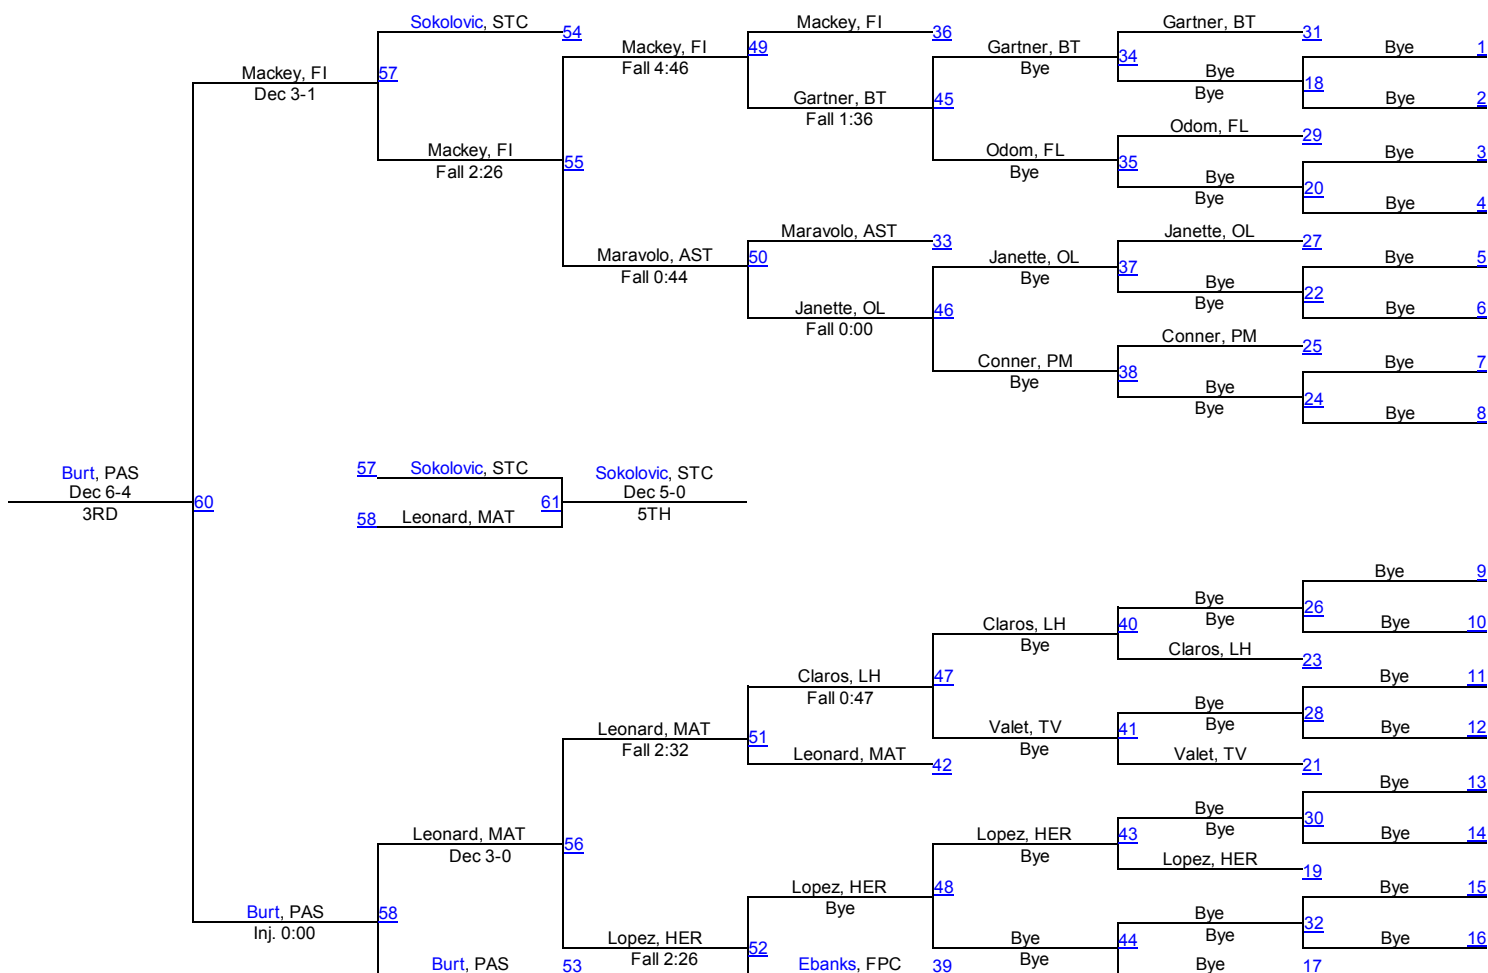 Sokolovic, STC 54 Mackey, FI 36 Gartner, BT 31
Mackey, FI 49 Gartner, BT 34 Bye 1
Mackey, FI 57 Fall 4:46 Bye Bye 18
Dec 3-1 Gartner, BT 45 Bye Bye 2
Fall 1:36 Odom, FL 29
Mackey, FI 55 Odom, FL 35 Bye 3
Fall 2:26 Bye Bye 20
Bye Bye 4
Maravolo, AST 33 Janette, OL 27
Maravolo, AST 50 Janette, OL 37 Bye 5
Fall 0:44 Bye Bye 22
Janette, OL 46 Bye Bye 6
Fall 0:00 Conner, PM 25
Conner, PM 38 Bye 7
Bye Bye 24
Bye Bye 8
Burt, PAS 57 Sokolovic, STC Sokolovic, STC
Dec 6-4 60 61 Dec 5-0
3RD 58 Leonard, MAT 5TH
Bye 9
Bye 26
Claros, LH 40 Bye Bye 10
Bye Claros, LH 23
Claros, LH 47 Bye 11
Fall 0:47 Bye 28
Leonard, MAT 51 Valet, TV 41 Bye Bye 12
Fall 2:32 Leonard, MAT 42 Bye Valet, TV 21
Bye 13
Bye 30
Leonard, MAT 56 Lopez, HER 43 Bye Bye 14
Dec 3-0 Bye Lopez, HER 19
Lopez, HER 48 Bye 15
Burt, PAS 58 Bye Bye 32
Inj. 0:00 Lopez, HER 52 Bye 44 Bye Bye 16
Burt, PAS 53 Fall 2:26 Ebanks, FPC 39 Bye Bye 17